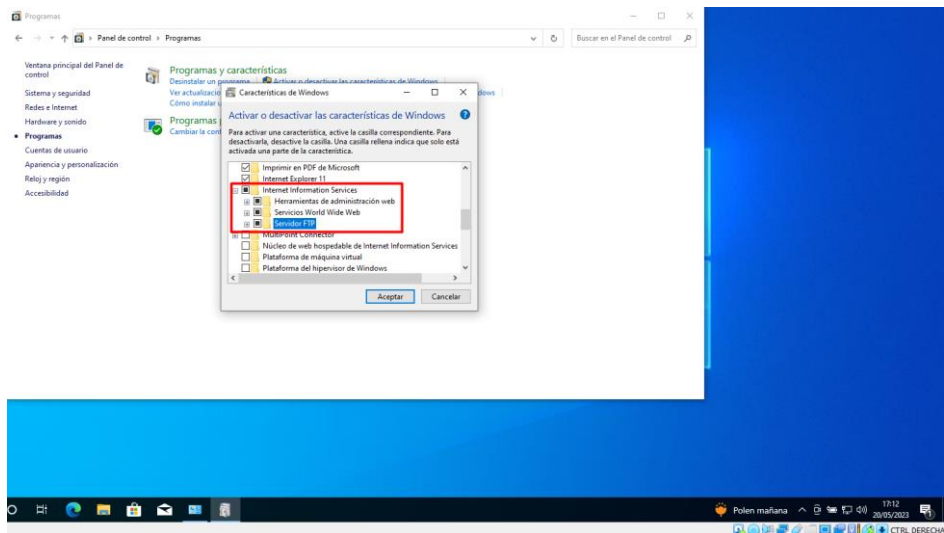 Programas
Panel de control > Programas
Buscar en el Panel de control
Ventana principal del Panel de control
Sistema y seguridad
Redes e Internet
Hardware y sonido
Programas
Cuentas de usuario
Apariencia y personalización
Reloj y región
Accesibilidad
Programas y características
Desinstalar un programa
Activar o desactivar las características de Windows
Ver actualizacio
dows
Cómo instalar u
Programas
Cambiar la con
Características de Windows
Activar o desactivar las características de Windows
Para activar una característica, active la casilla correspondiente. Para
desactivarla, desactive la casilla. Una casilla rellena indica que solo está
activada una parte de la característica.
Imprimir en PDF de Microsoft
Internet Explorer 11
Internet Information Services
Herramientas de administración web
Servicios World Wide Web
Servidor FTP
MultiPoint Connector
Núcleo de web hospedable de Internet Information Services
Plataforma de máquina virtual
Plataforma del hipervisor de Windows
Aceptar
Cancelar
Polen mañana
17:12
20/05/2023
CTRL DERECHA